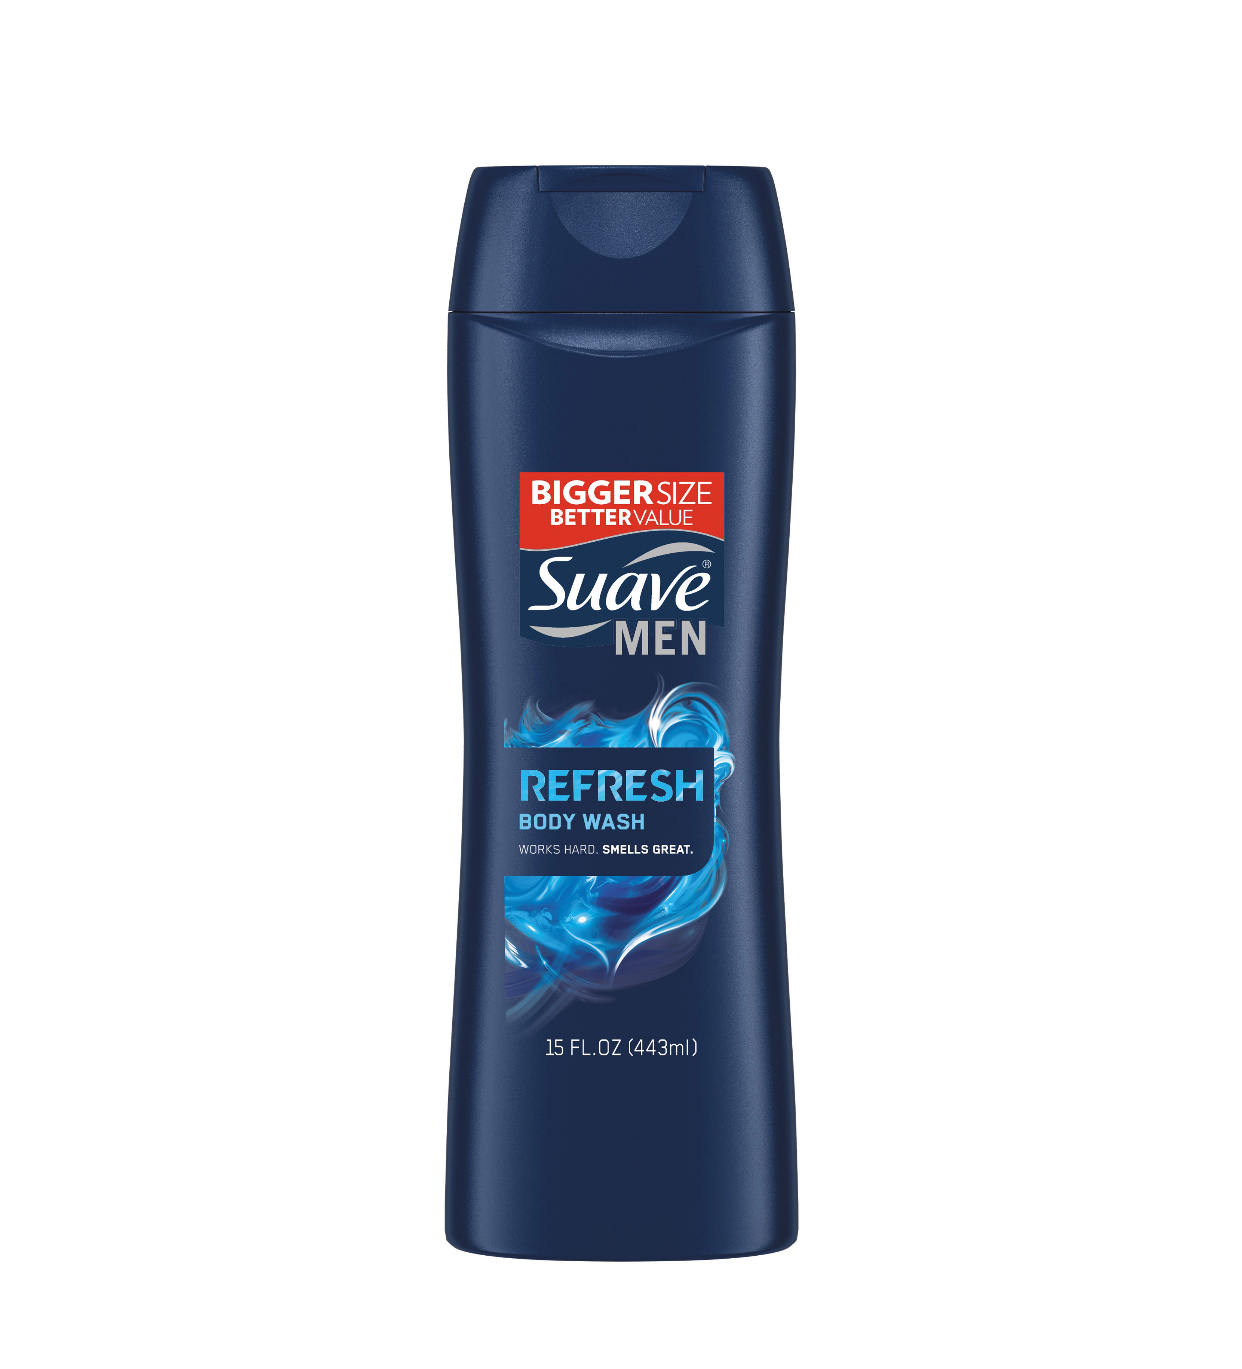 BIGGER SIZE
BETTER VALUE
Suave®
MEN
REFRESH
BODY WASH
WORKS HARD. SMELLS GREAT.
15 FL.OZ (443ml)